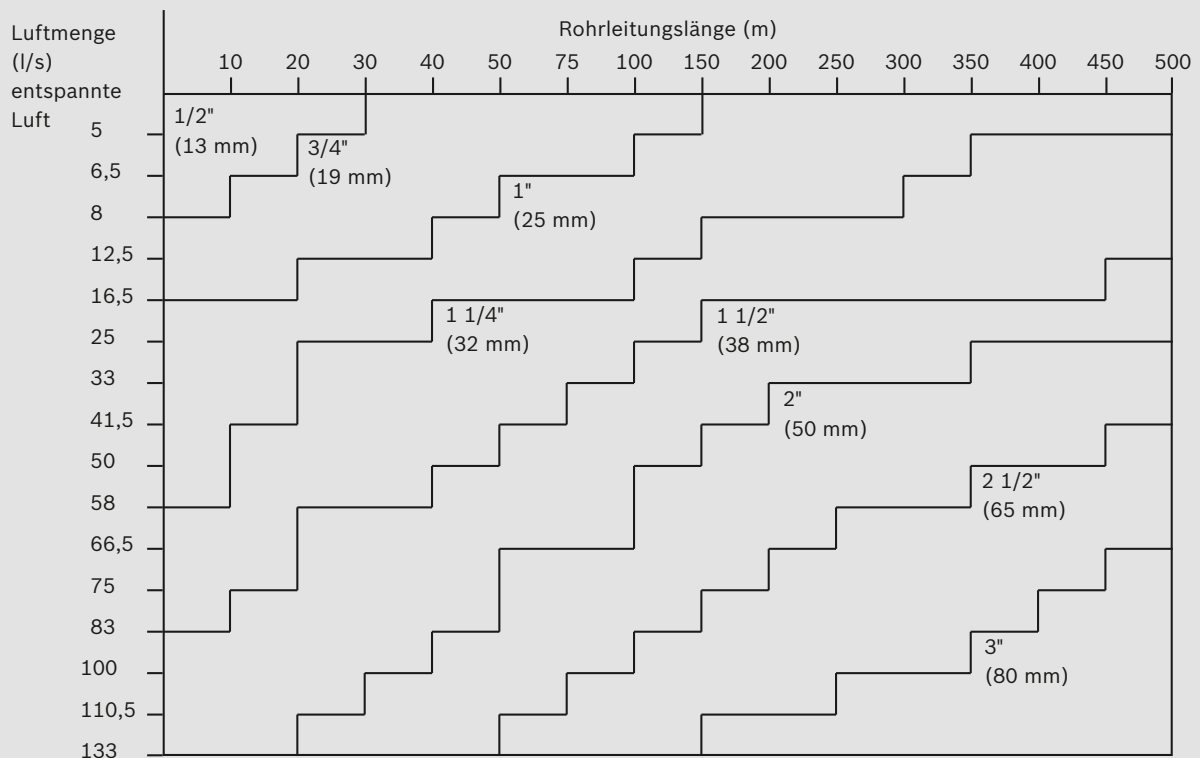 Luftmenge
(l/s)
entspannte
Luft
Rohrleitungslänge (m)
10 20 30 40 50 75 100 150 200 250 300 350 400 450 500
1/2"
(13 mm)
5
3/4"
(19 mm)
6,5
1"
(25 mm)
8
12,5
16,5
1 1/4"
(32 mm)
1 1/2"
(38 mm)
25
33
2"
(50 mm)
41,5
50
2 1/2"
(65 mm)
58
66,5
75
83
3"
(80 mm)
100
110,5
133